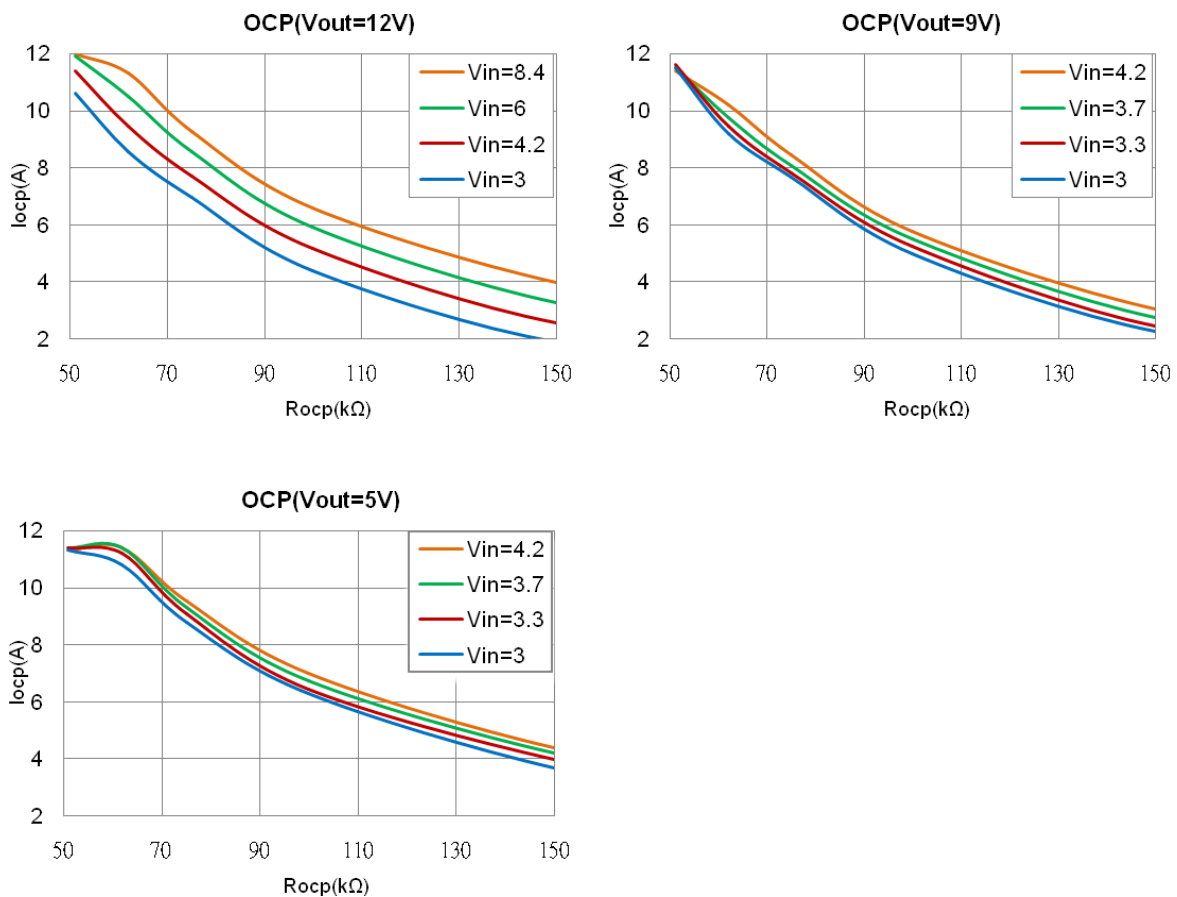 OCP(Vout=12V)
12
10
8
6
4
2
Iocp(A)
50 70 90 110 130 150
Rocp(kΩ)
Vin=8.4
Vin=6
Vin=4.2
Vin=3
OCP(Vout=9V)
12
10
8
6
4
2
Iocp(A)
50 70 90 110 130 150
Rocp(kΩ)
Vin=4.2
Vin=3.7
Vin=3.3
Vin=3
OCP(Vout=5V)
12
10
8
6
4
2
Iocp(A)
50 70 90 110 130 150
Rocp(kΩ)
Vin=4.2
Vin=3.7
Vin=3.3
Vin=3